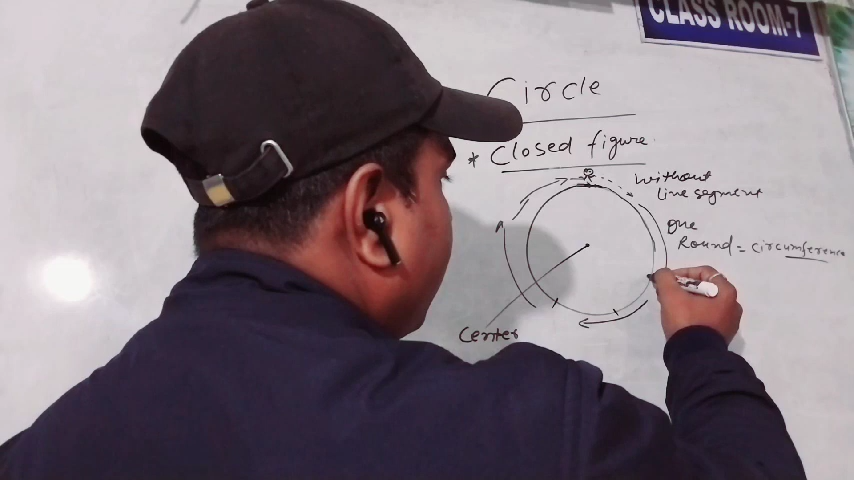 CLASS ROOM-7
Circle
* Closed figure
without
line segment
one
Round = circumference
Center